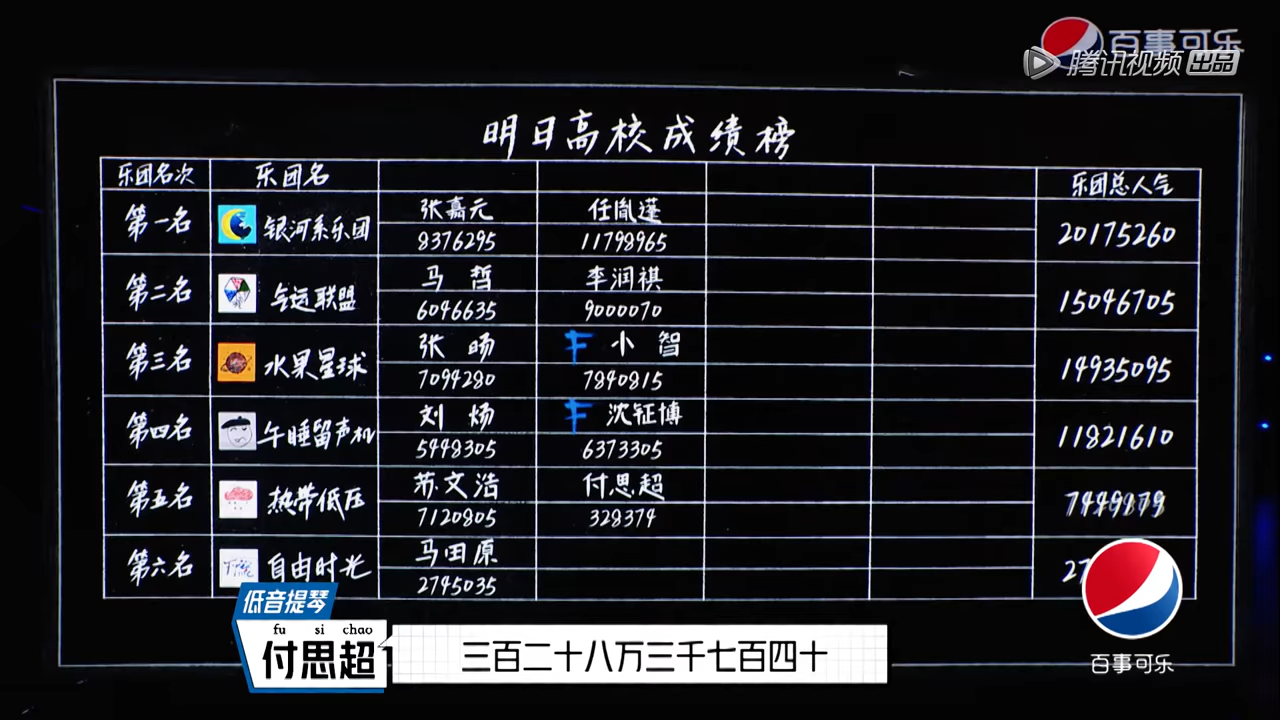 百事可乐
腾讯视频 出品
明日高校成绩榜
乐团名次 乐团名 乐团总人气
第一名 银河系乐团 张嘉元 任胤蓬 20175260
8376295 11798965
第二名 气运联盟 马哲 李润祺 15046705
6046635 9000070
第三名 水果星球 张旸 F 小智 14935095
7094280 7840815
第四名 午睡留声机 刘炀 F 沈钲博 11821610
5448305 6373305
第五名 热带低压 苏文浩 付思超
7120805 328374
第六名 自由时光 马田原 27
2745035
低音提琴
fu si chao
付思超 三百二十八万三千七百四十
百事可乐